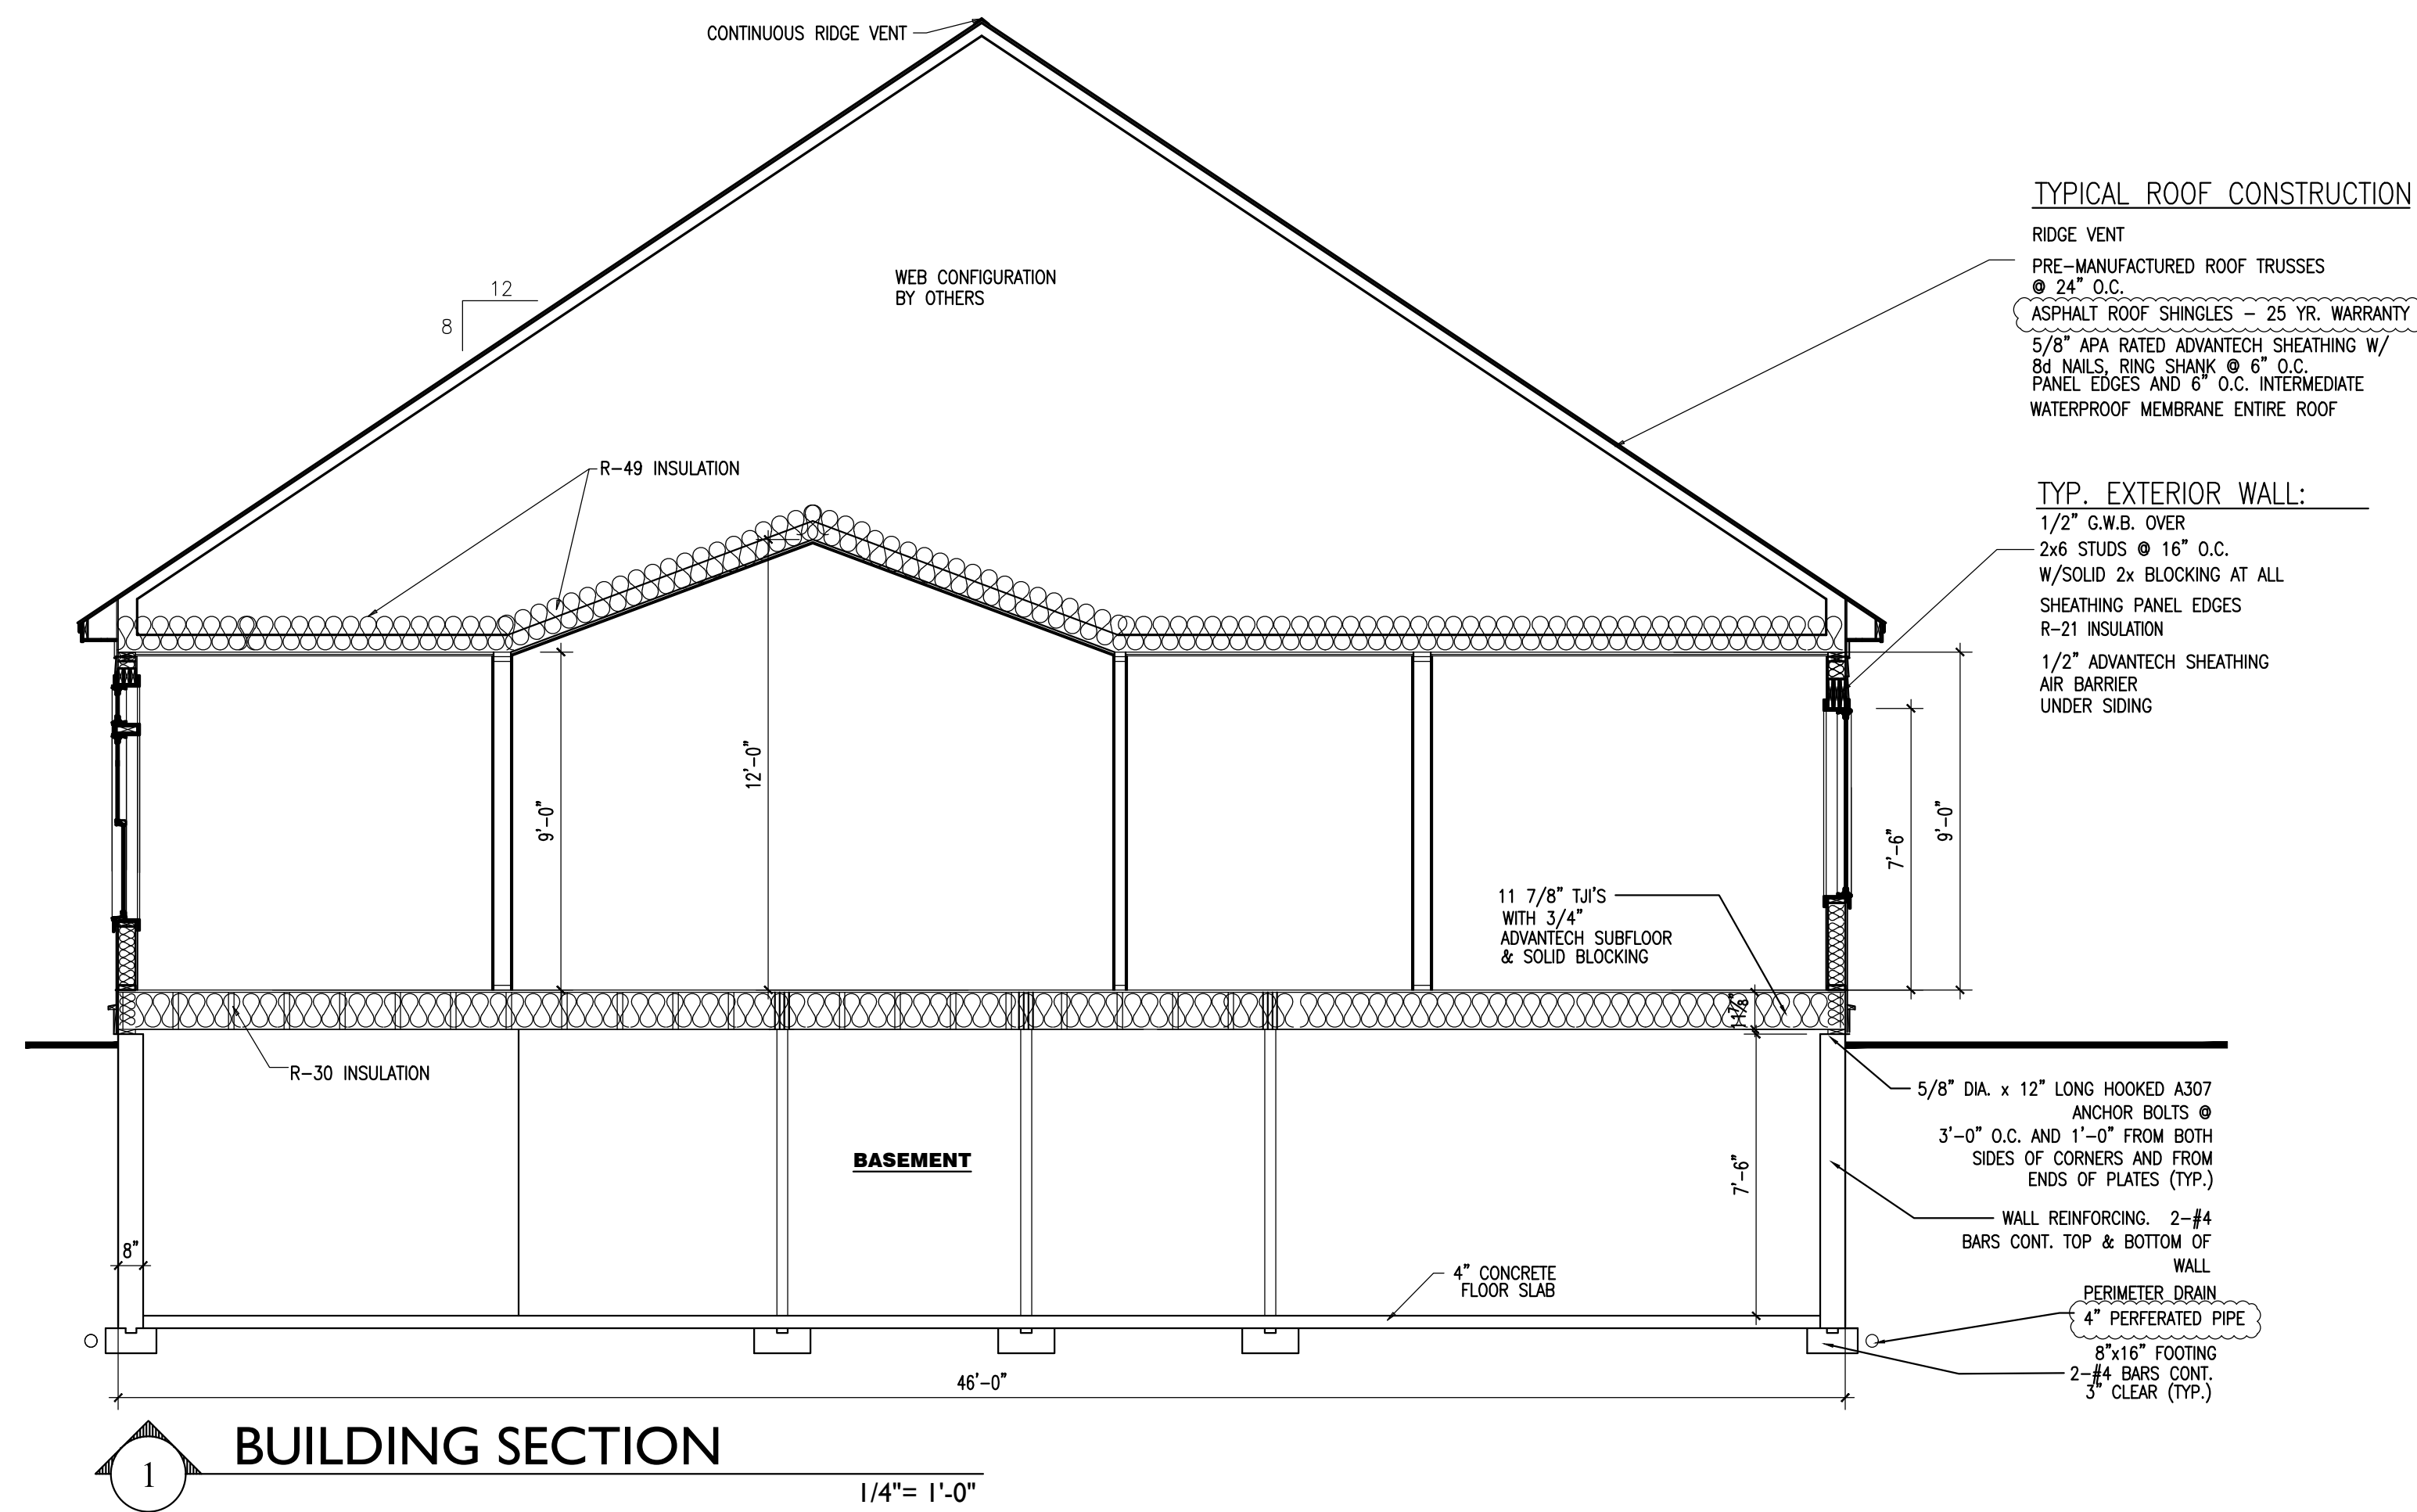 CONTINUOUS RIDGE VENT
12
8
WEB CONFIGURATION
BY OTHERS
R-49 INSULATION
TYPICAL ROOF CONSTRUCTION
RIDGE VENT
PRE-MANUFACTURED ROOF TRUSSES
@ 24" O.C.
ASPHALT ROOF SHINGLES - 25 YR. WARRANTY
5/8" APA RATED ADVANTECH SHEATHING W/
8d NAILS, RING SHANK @ 6" O.C.
PANEL EDGES AND 6" O.C. INTERMEDIATE
WATERPROOF MEMBRANE ENTIRE ROOF
TYP. EXTERIOR WALL:
1/2" G.W.B. OVER
2x6 STUDS @ 16" O.C.
W/SOLID 2x BLOCKING AT ALL
SHEATHING PANEL EDGES
R-21 INSULATION
1/2" ADVANTECH SHEATHING
AIR BARRIER
UNDER SIDING
9'-0"
12'-0"
7'-6"
9'-0"
11 7/8" TJI'S
WITH 3/4"
ADVANTECH SUBFLOOR
& SOLID BLOCKING
11 7/8"
R-30 INSULATION
BASEMENT
7'-6"
8"
4" CONCRETE
FLOOR SLAB
5/8" DIA. x 12" LONG HOOKED A307
ANCHOR BOLTS @
3'-0" O.C. AND 1'-0" FROM BOTH
SIDES OF CORNERS AND FROM
ENDS OF PLATES (TYP.)
WALL REINFORCING. 2-#4
BARS CONT. TOP & BOTTOM OF
WALL
PERIMETER DRAIN
4" PERFERATED PIPE
8"x16" FOOTING
2-#4 BARS CONT.
3" CLEAR (TYP.)
46'-0"
1
BUILDING SECTION
1/4"= 1'-0"